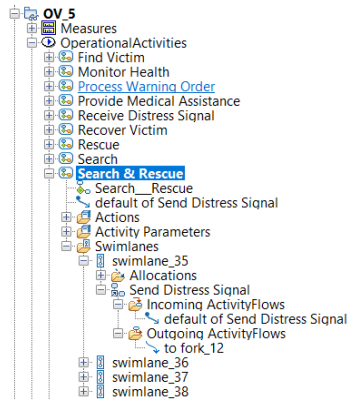 OV_5
Measures
OperationalActivities
Find Victim
Monitor Health
Process Warning Order
Provide Medical Assistance
Receive Distress Signal
Recover Victim
Rescue
Search
Search & Rescue
Search___Rescue
default of Send Distress Signal
Actions
Activity Parameters
Swimlanes
swimlane_35
Allocations
Send Distress Signal
Incoming ActivityFlows
default of Send Distress Signal
Outgoing ActivityFlows
to fork_12
swimlane_36
swimlane_37
swimlane_38